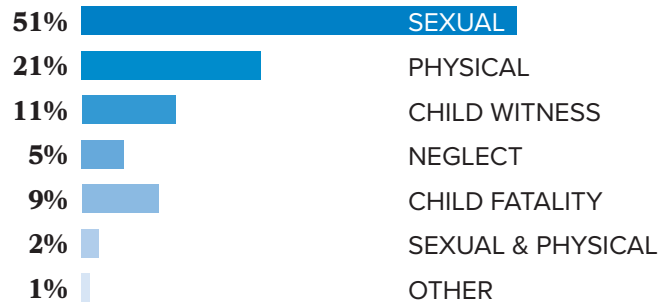 51% SEXUAL
21% PHYSICAL
11% CHILD WITNESS
5% NEGLECT
9% CHILD FATALITY
2% SEXUAL & PHYSICAL
1% OTHER